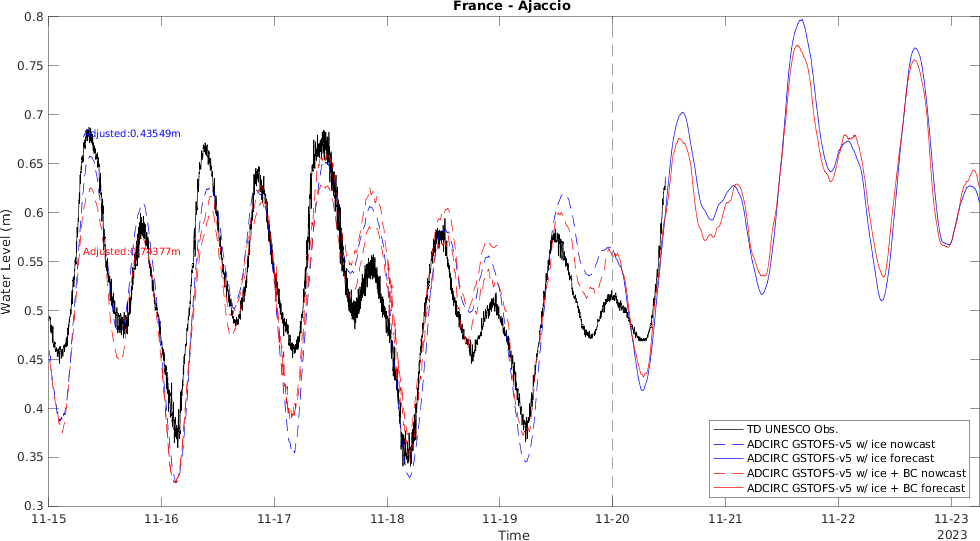 France - Ajaccio
0.8
0.75
0.7
0.65
0.6
0.55
0.5
0.45
0.4
0.35
0.3
Water Level (m)
Adjusted:0.43549m
Adjusted:0.74377m
TD UNESCO Obs.
ADCIRC GSTOFS-v5 w/ ice nowcast
ADCIRC GSTOFS-v5 w/ ice forecast
ADCIRC GSTOFS-v5 w/ ice + BC nowcast
ADCIRC GSTOFS-v5 w/ ice + BC forecast
11-15 11-16 11-17 11-18 11-19 11-20 11-21 11-22 11-23
Time 2023